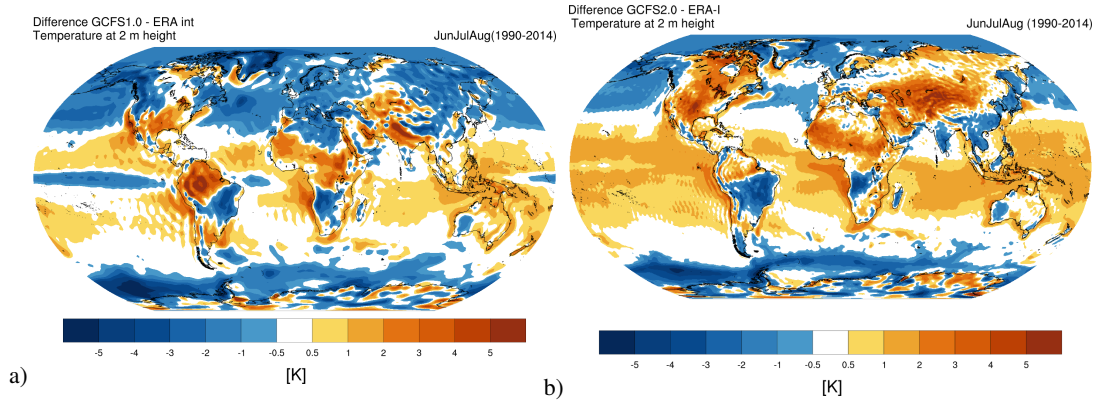 Difference GCFS1.0 - ERA int
Temperature at 2 m height
JunJulAug(1990-2014)
-5 -4 -3 -2 -1 -0.5 0.5 1 2 3 4 5
[K]
a)
Difference GCFS2.0 - ERA-I
Temperature at 2 m height
JunJulAug (1990-2014)
-5 -4 -3 -2 -1 -0.5 0.5 1 2 3 4 5
[K]
b)